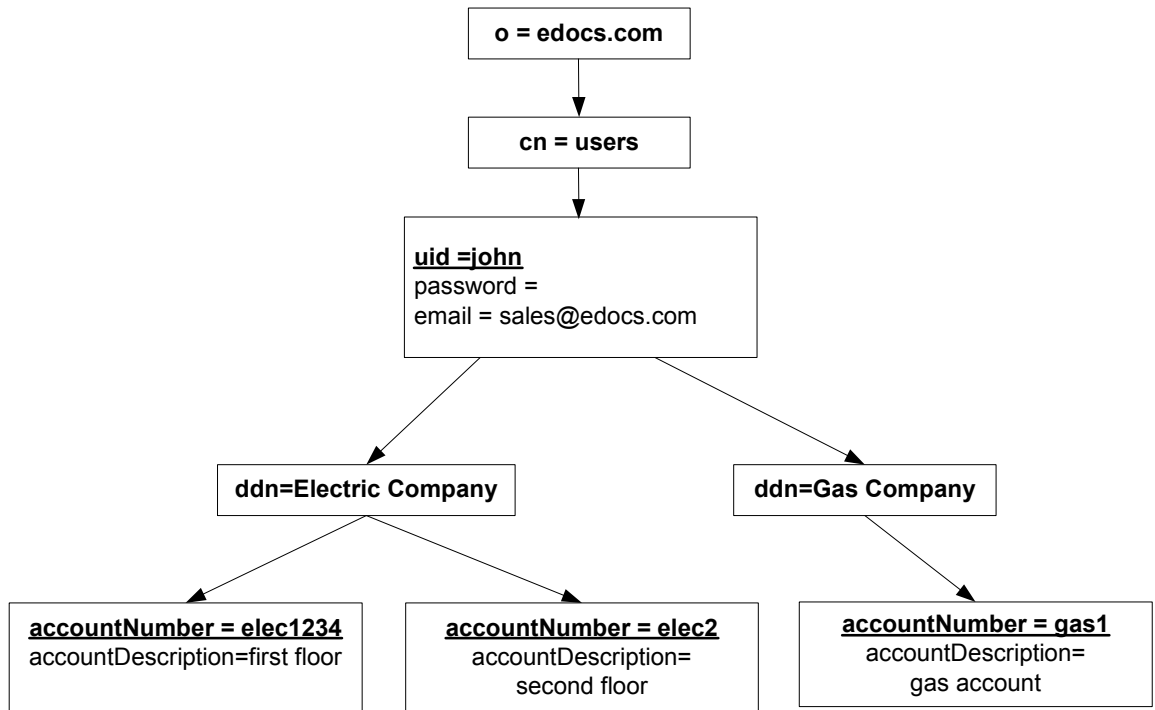 o = edocs.com
cn = users
uid =john
password =
email = sales@edocs.com
ddn=Electric Company
ddn=Gas Company
accountNumber = elec1234
accountDescription=first floor
accountNumber = elec2
accountDescription=
second floor
accountNumber = gas1
accountDescription=
gas account